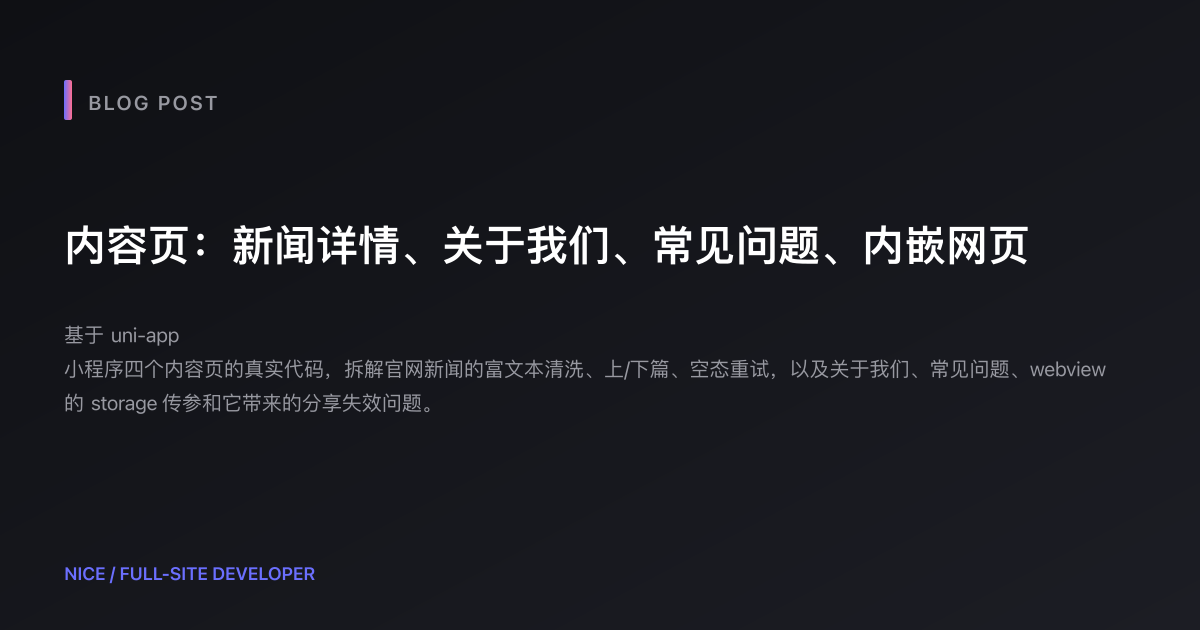 BLOG POST
内容页：新闻详情、关于我们、常见问题、内嵌网页
基于 uni-app
小程序四个内容页的真实代码，拆解官网新闻的富文本清洗、上/下篇、空态重试，以及关于我们、常见问题、webview
的 storage 传参和它带来的分享失效问题。
NICE / FULL-SITE DEVELOPER